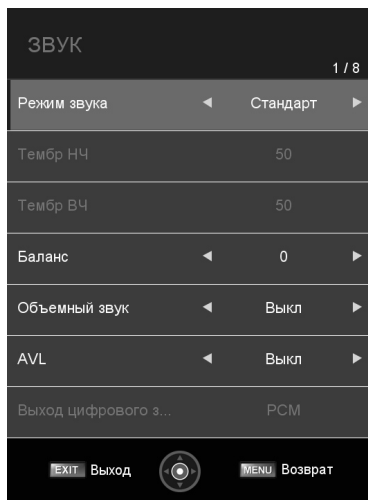 ЗВУК
1 / 8
Режим звука Стандарт
Тембр НЧ 50
Тембр ВЧ 50
Баланс 0
Объемный звук Выкл
AVL Выкл
Выход цифрового з... PCM
EXIT Выход MENU Возврат